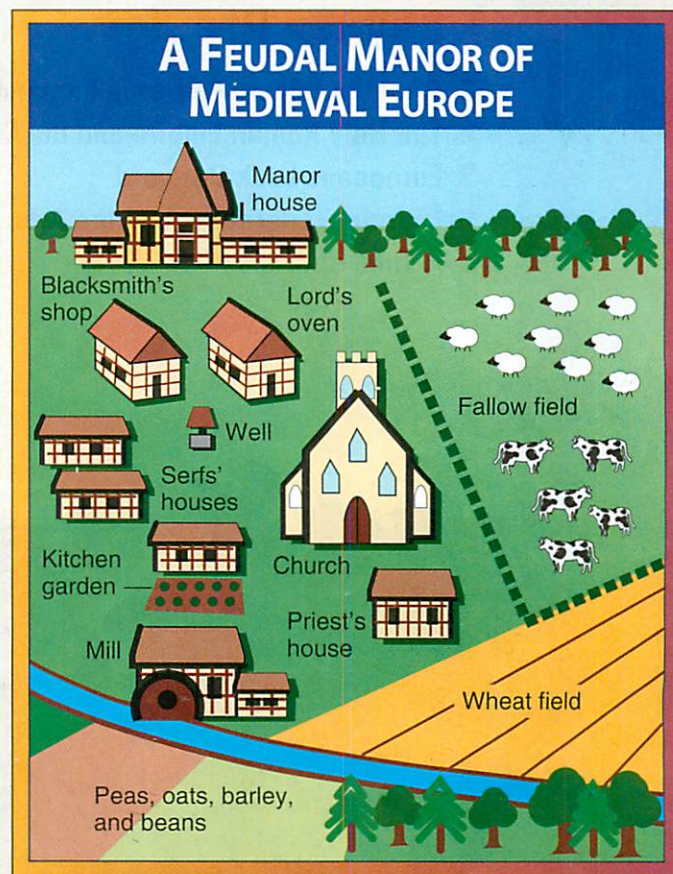 A FEUDAL MANOR OF
MEDIEVAL EUROPE
Manor
house
Blacksmith's
shop
Lord's
oven
Fallow field
Well
Serfs'
houses
Kitchen
garden
Church
Priest's
house
Mill
Wheat field
Peas, oats, barley,
and beans